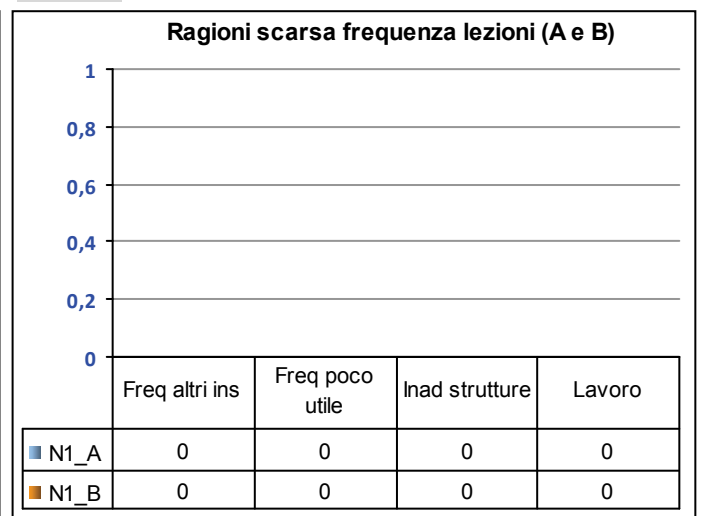 Ragioni scarsa frequenza lezioni (A e B)
1
0,8
0,6
0,4
0,2
0
Freq altri ins
Freq poco
utile
Inad strutture
Lavoro
N1_A 0 0 0 0
N1_B 0 0 0 0